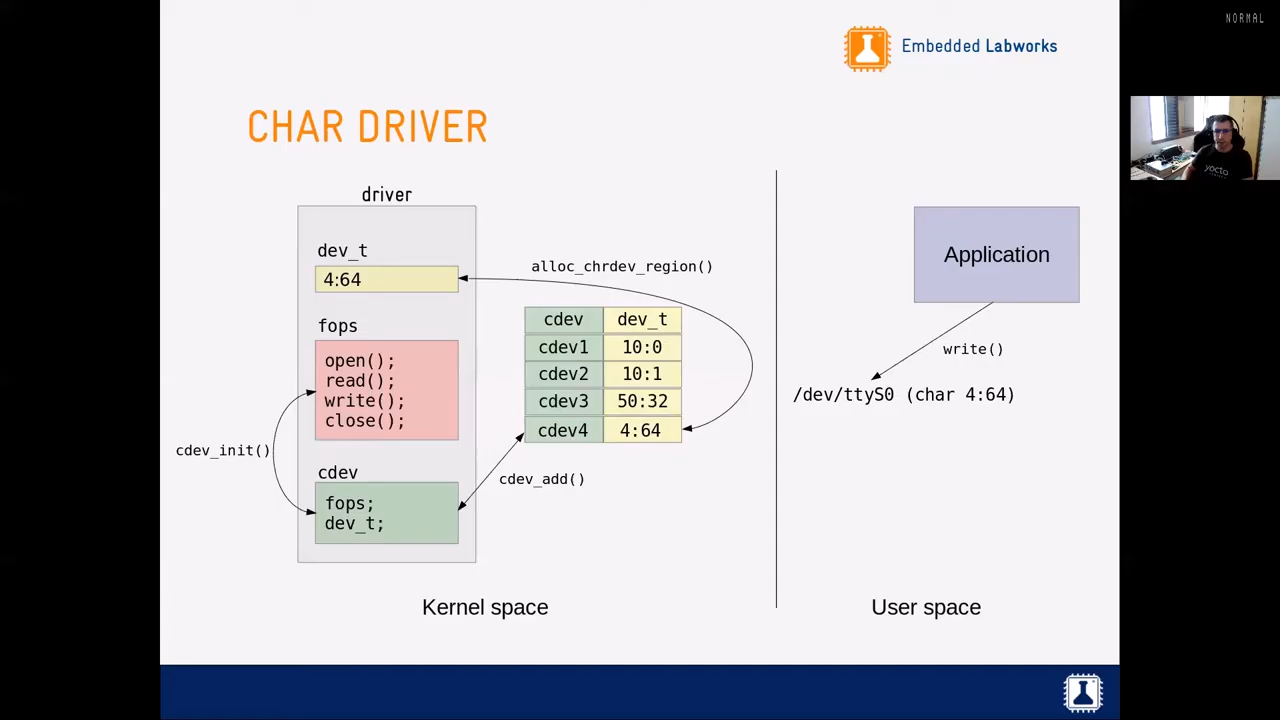 NORMAL
Embedded Labworks
CHAR DRIVER
driver
dev_t
4:64
fops
open();
read();
write();
close();
cdev_init()
cdev
fops;
dev_t;
alloc_chrdev_region()
cdev dev_t
cdev1 10:0
cdev2 10:1
cdev3 50:32
cdev4 4:64
cdev_add()
Kernel space
Application
write()
/dev/ttyS0 (char 4:64)
User space
yocto